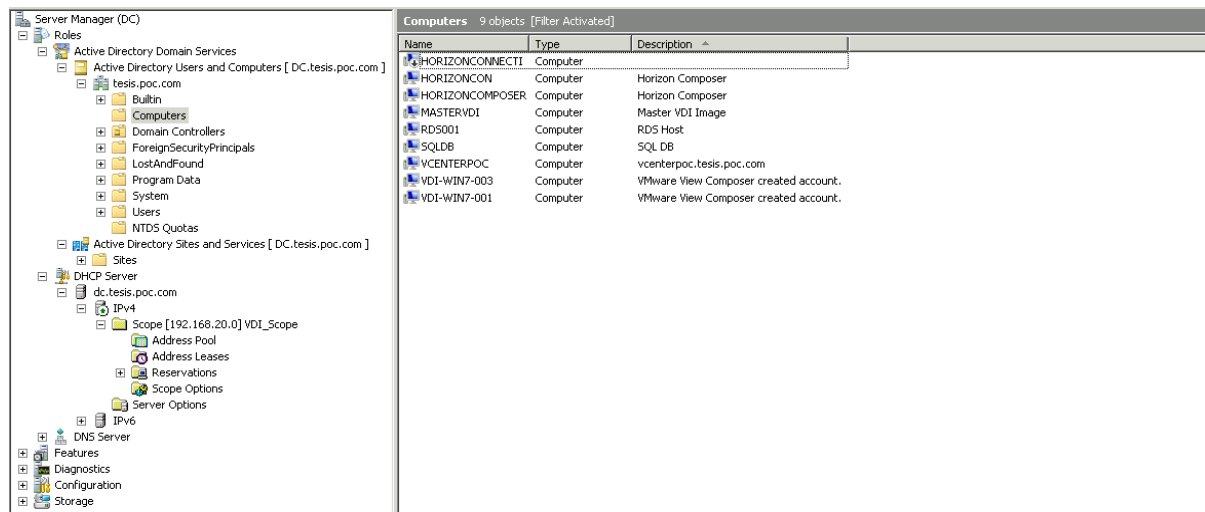 Server Manager (DC)
Roles
Active Directory Domain Services
Active Directory Users and Computers [ DC.tesis.poc.com ]
tesis.poc.com
Builtin
Computers
Domain Controllers
ForeignSecurityPrincipals
LostAndFound
Program Data
System
Users
NTDS Quotas
Active Directory Sites and Services [ DC.tesis.poc.com ]
Sites
DHCP Server
dc.tesis.poc.com
IPv4
Scope [192.168.20.0] VDI_Scope
Address Pool
Address Leases
Reservations
Scope Options
Server Options
IPv6
DNS Server
Features
Diagnostics
Configuration
Storage
Computers 9 objects [Filter Activated]
Name Type Description
HORIZONCONNECTI Computer
HORIZONCON Computer Horizon Composer
HORIZONCOMPOSER Computer Horizon Composer
MASTERVDI Computer Master VDI Image
RDS001 Computer RDS Host
SQLDB Computer SQL DB
VCENTERPOC Computer vcenterpoc.tesis.poc.com
VDI-WIN7-003 Computer VMware View Composer created account.
VDI-WIN7-001 Computer VMware View Composer created account.